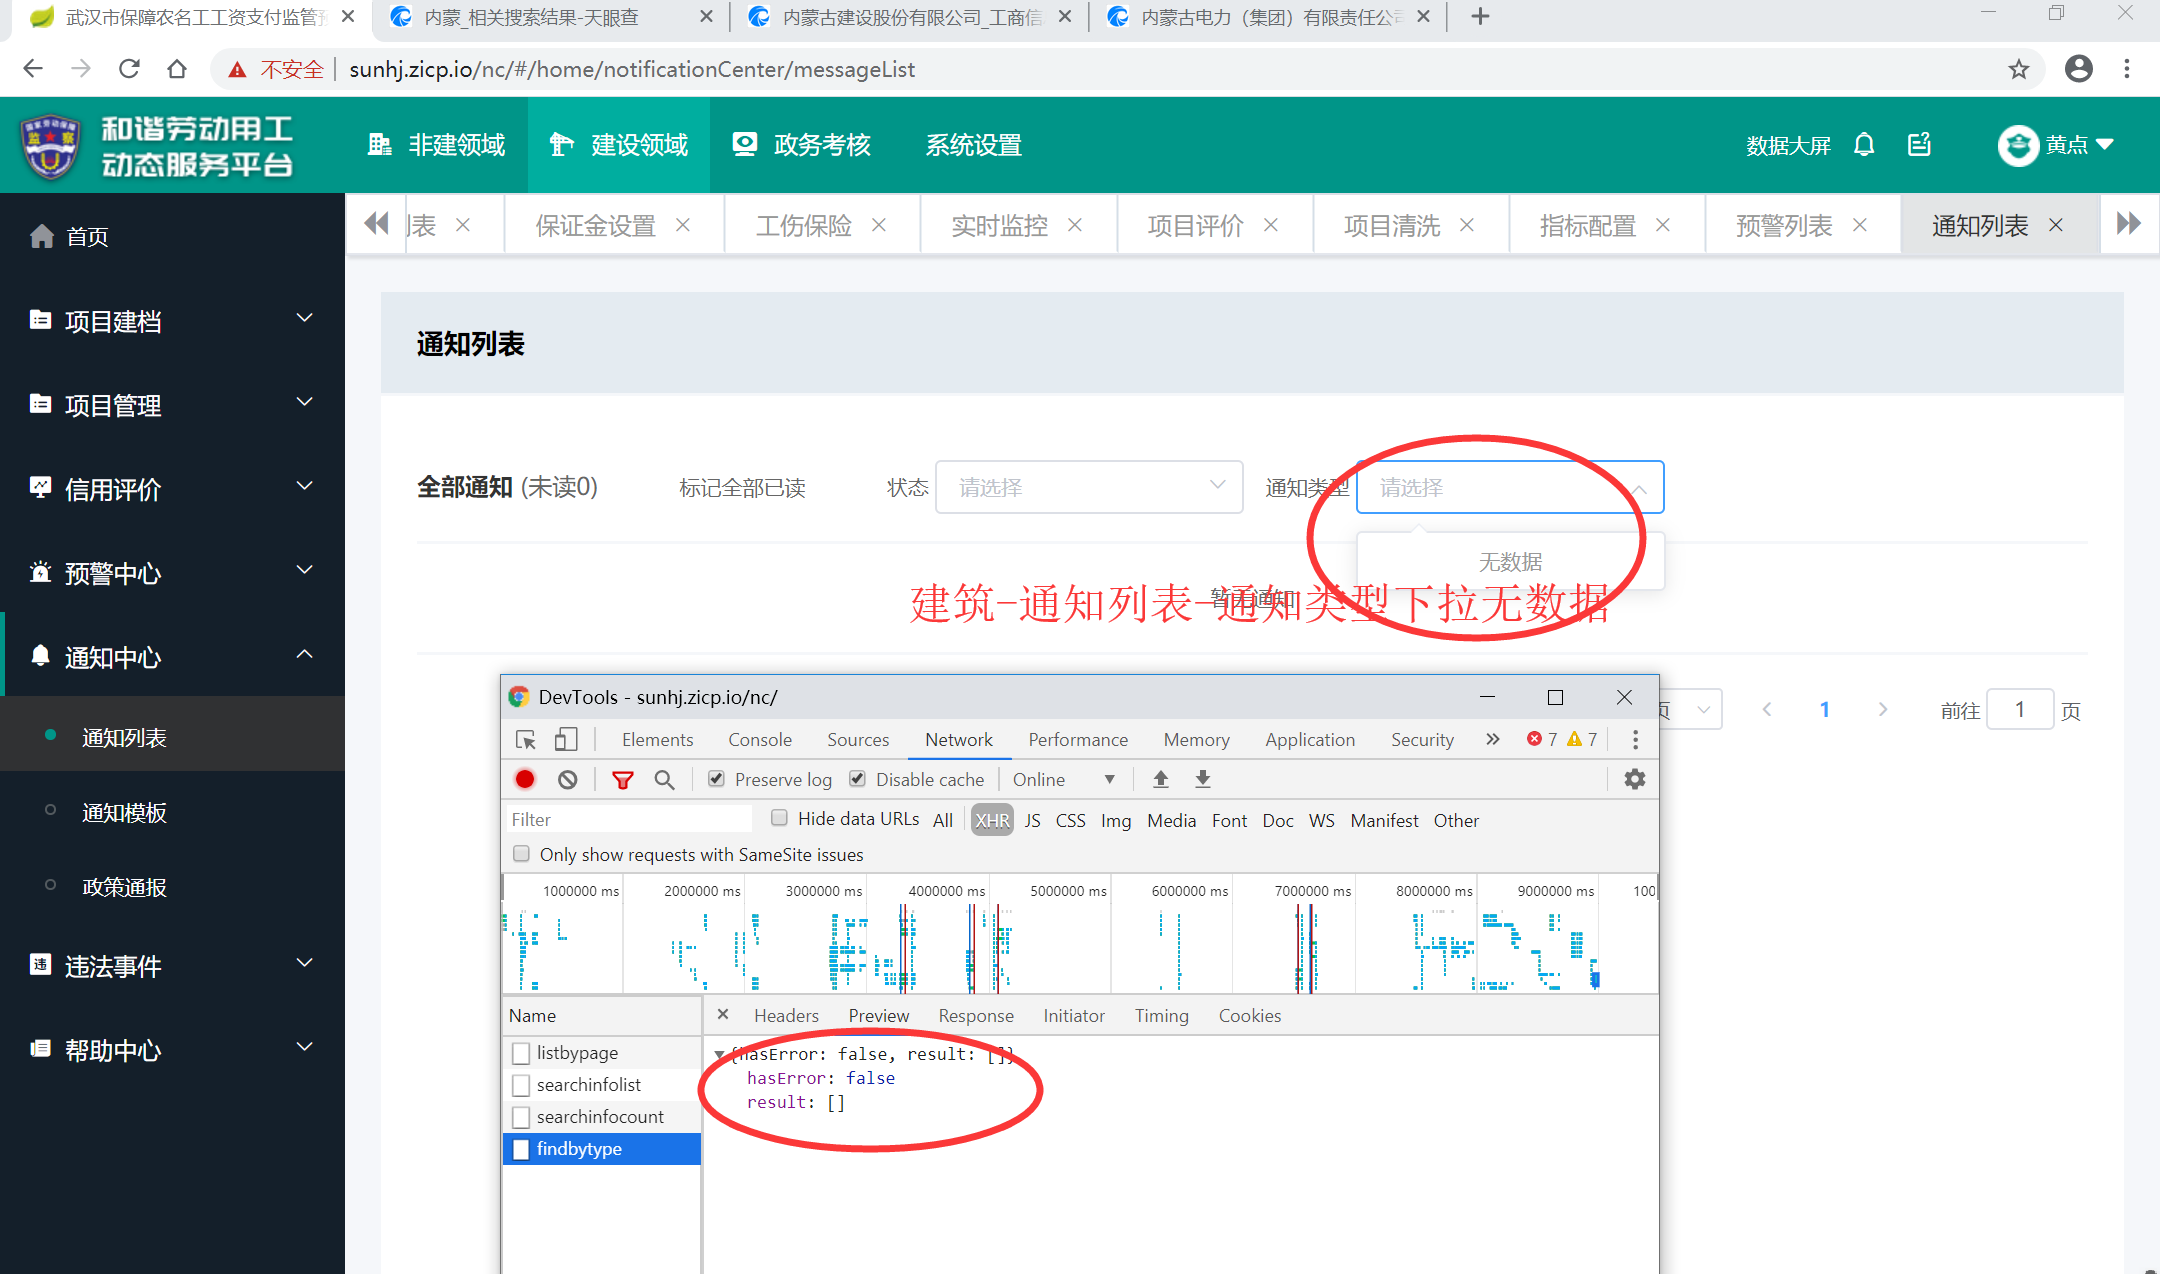 武汉市保障农名工工资支付监管预
内蒙_相关搜索结果-天眼查
内蒙古建设股份有限公司_工商信
内蒙古电力（集团）有限责任公司
不安全
sunhj.zicp.io/nc/#/home/notificationCenter/messageList
和谐劳动用工
动态服务平台
非建领域
建设领域
政务考核
系统设置
数据大屏
黄点
表
保证金设置
工伤保险
实时监控
项目评价
项目清洗
指标配置
预警列表
通知列表
首页
项目建档
项目管理
信用评价
预警中心
通知中心
通知列表
通知模板
政策通报
违法事件
帮助中心
通知列表
全部通知 (未读0)
标记全部已读
状态
请选择
通知类型
请选择
无数据
暂无通知
建筑-通知列表-通知类型下拉无数据
页
1
前往
1
页
DevTools - sunhj.zicp.io/nc/
Elements
Console
Sources
Network
Performance
Memory
Application
Security
7
7
Preserve log
Disable cache
Online
Filter
Hide data URLs
All
XHR
JS
CSS
Img
Media
Font
Doc
WS
Manifest
Other
Only show requests with SameSite issues
1000000 ms
2000000 ms
3000000 ms
4000000 ms
5000000 ms
6000000 ms
7000000 ms
8000000 ms
9000000 ms
100
Name
Headers
Preview
Response
Initiator
Timing
Cookies
listbypage
searchinfolist
searchinfocount
findbytype
{hasError: false, result: []}
hasError: false
result: []